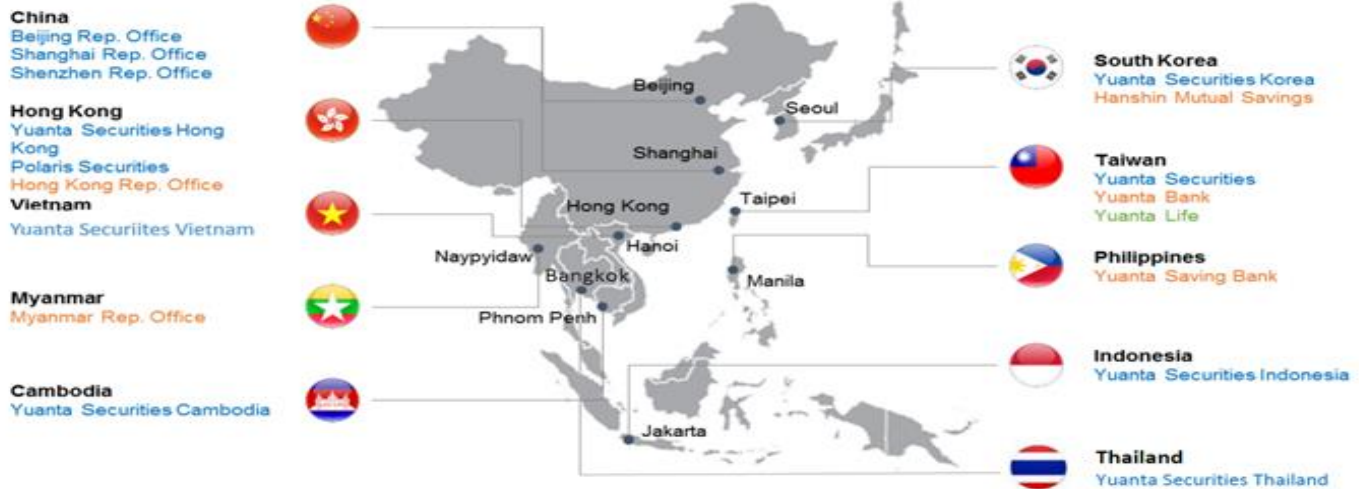 China
Beijing Rep. Office
Shanghai Rep. Office
Shenzhen Rep. Office
Hong Kong
Yuanta Securities Hong
Kong
Polaris Securities
Hong Kong Rep. Office
Vietnam
Yuanta Securiites Vietnam
Myanmar
Myanmar Rep. Office
Cambodia
Yuanta Securities Cambodia
Beijing
Seoul
Shanghai
Taipei
Hong Kong
Hanoi
Naypyidaw
Bangkok
Manila
Phnom Penh
Jakarta
South Korea
Yuanta Securities Korea
Hanshin Mutual Savings
Taiwan
Yuanta Securities
Yuanta Bank
Yuanta Life
Philippines
Yuanta Saving Bank
Indonesia
Yuanta Securities Indonesia
Thailand
Yuanta Securities Thailand